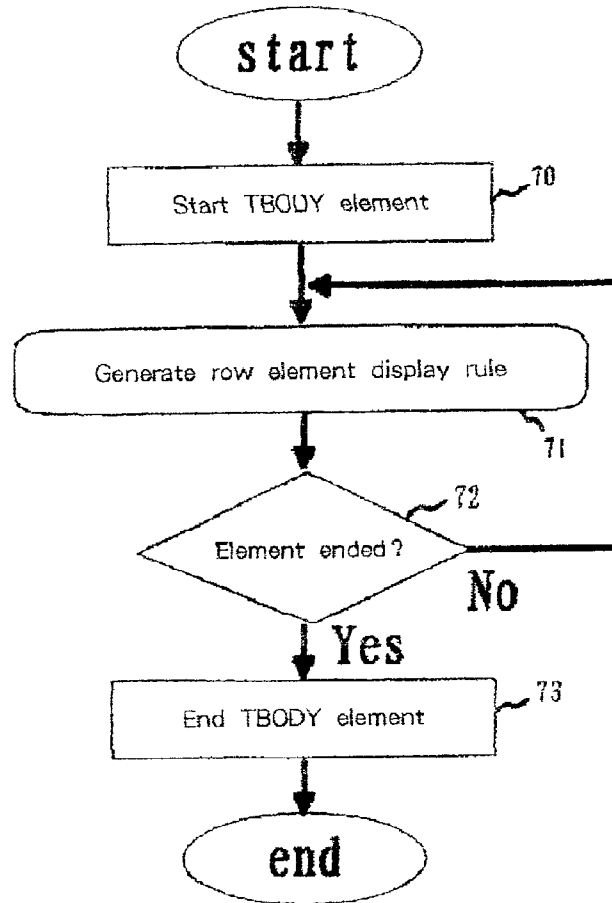 start
Start TBODY element
70
Generate row element display rule
71
72
Element ended?
No
Yes
End TBODY element
73
end